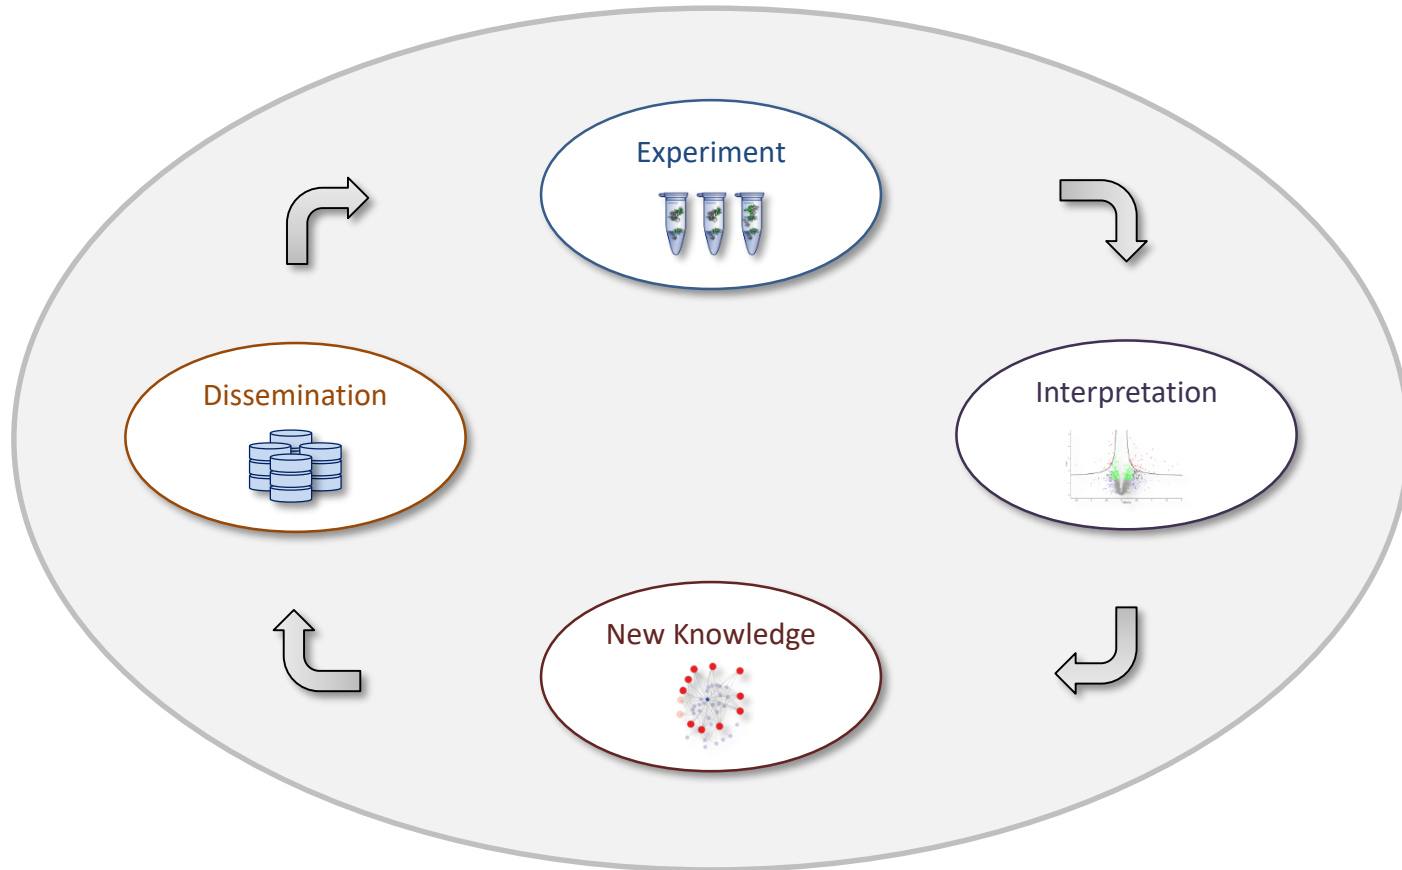 Experiment
Dissemination
Interpretation
New Knowledge